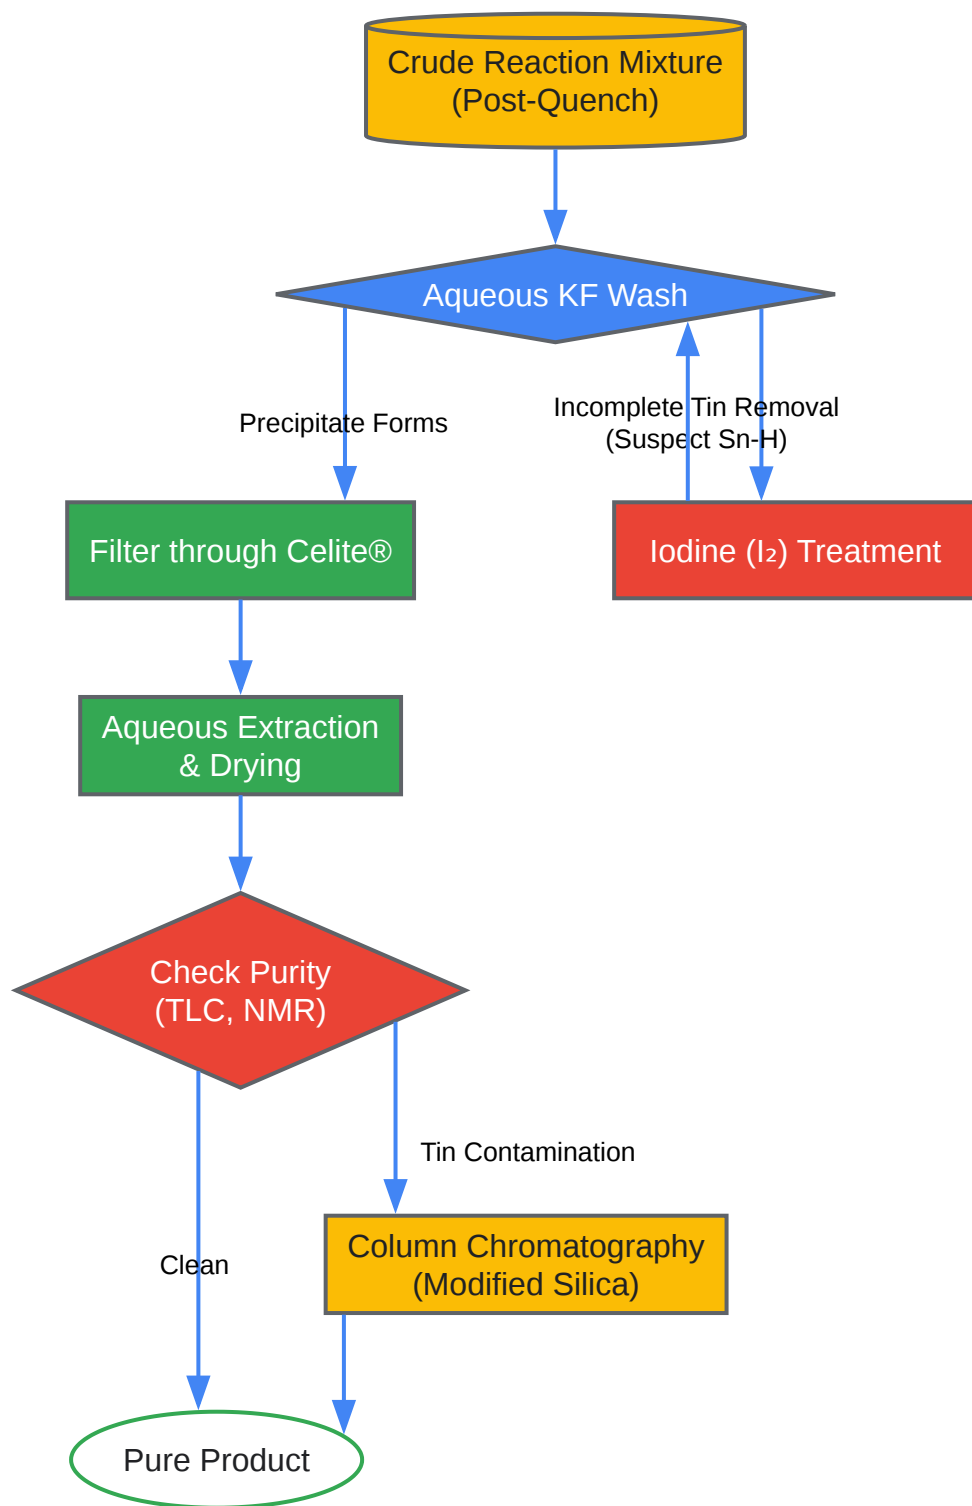 Crude Reaction Mixture
(Post-Quench)
Aqueous KF Wash
Precipitate Forms
Incomplete Tin Removal
(Suspect Sn-H)
Filter through Celite®
Iodine (I₂) Treatment
Aqueous Extraction
& Drying
Check Purity
(TLC, NMR)
Tin Contamination
Column Chromatography
(Modified Silica)
Clean
Pure Product